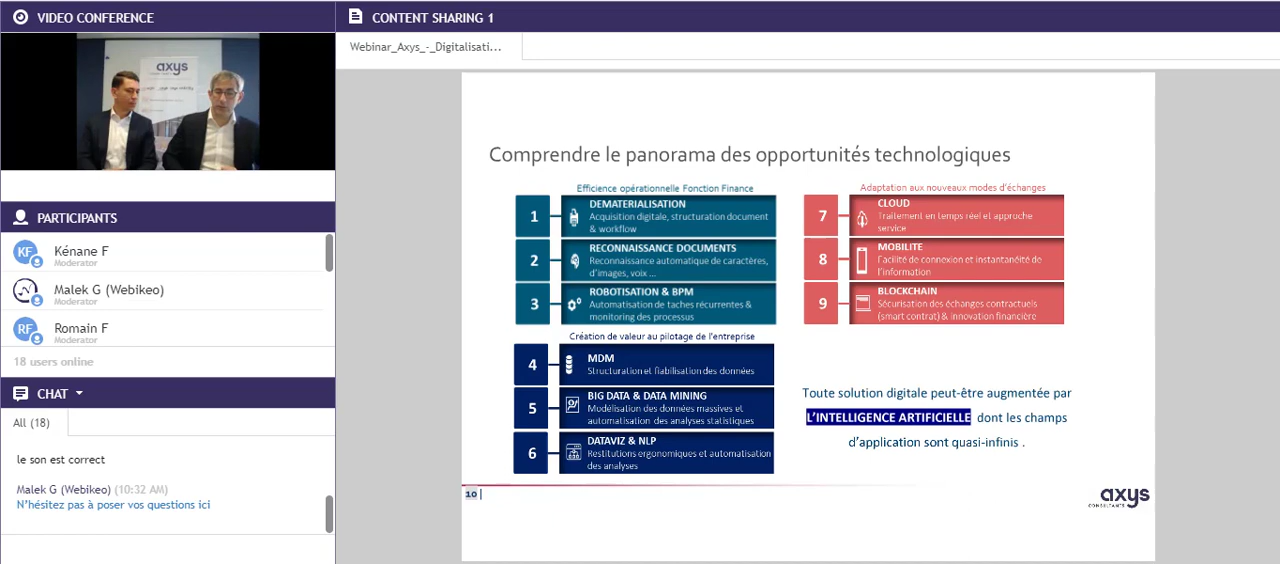 VIDEO CONFERENCE
axys
PARTICIPANTS
KF
Kénane F
Moderator
Malek G (Webikeo)
Moderator
RF
Romain F
Moderator
18 users online
CHAT
All (18)
le son est correct
Malek G (Webikeo) (10:32 AM)
N'hésitez pas à poser vos questions ici
CONTENT SHARING 1
Webinar_Axys_-_Digitalisati...
Comprendre le panorama des opportunités technologiques
Efficience opérationnelle Fonction Finance
1
DEMATERIALISATION
Acquisition digitale, structuration document
& workflow
2
RECONNAISSANCE DOCUMENTS
Reconnaissance automatique de caractères,
d'images, voix ...
3
ROBOTISATION & BPM
Automatisation de taches récurrentes &
monitoring des processus
Création de valeur au pilotage de l'entreprise
4
MDM
Structuration et fiabilisation des données
5
BIG DATA & DATA MINING
Modélisation des données massives et
automatisation des analyses statistiques
6
DATAVIZ & NLP
Restitutions ergonomiques et automatisation
des analyses
Adaptation aux nouveaux modes d'échanges
7
CLOUD
Traitement en temps réel et approche
service
8
MOBILITE
Facilité de connexion et instantanéité de
l'information
9
BLOCKCHAIN
Sécurisation des échanges contractuels
(smart contrat) & innovation financière
Toute solution digitale peut-être augmentée par
L'INTELLIGENCE ARTIFICIELLE dont les champs
d'application sont quasi-infinis .
10 |
axys
CONSULTANTS